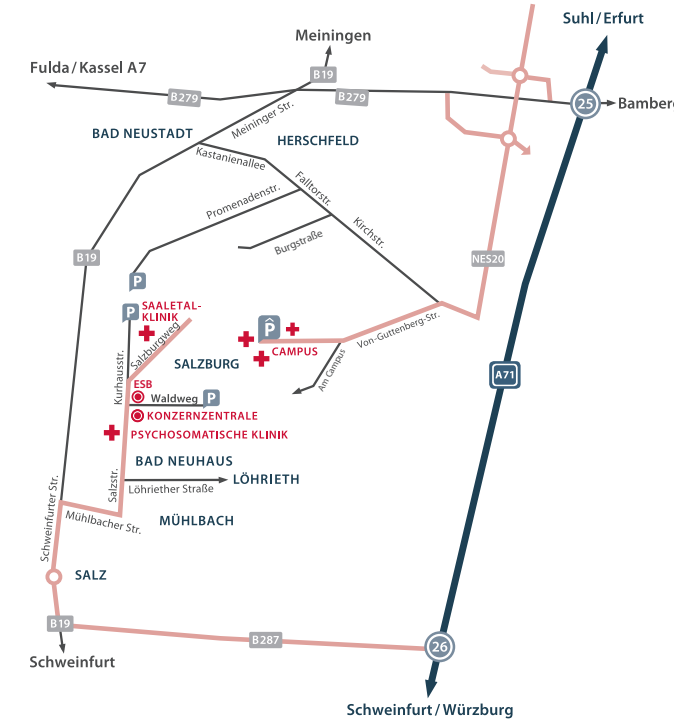 Suhl / Erfurt
Meiningen
Fulda / Kassel A7
B19
B279
B279
25
Bamberg
Meininger Str.
BAD NEUSTADT
HERSCHFELD
Kastanienallee
Falltorstr.
Promenadenstr.
Kirchstr.
Burgstraße
B19
NES20
P
P
SAALETAL-
KLINIK
P
Salzburgweg
Von-Guttenberg-Str.
CAMPUS
SALZBURG
Am Campus
A71
Kurhausstr.
ESB
Waldweg
P
KONZERNZENTRALE
PSYCHOSOMATISCHE KLINIK
BAD NEUHAUS
Salzstr.
LÖHRIETH
Löhriether Straße
Schweinfurter Str.
Mühlbacher Str.
MÜHLBACH
SALZ
B19
B287
26
Schweinfurt
Schweinfurt / Würzburg